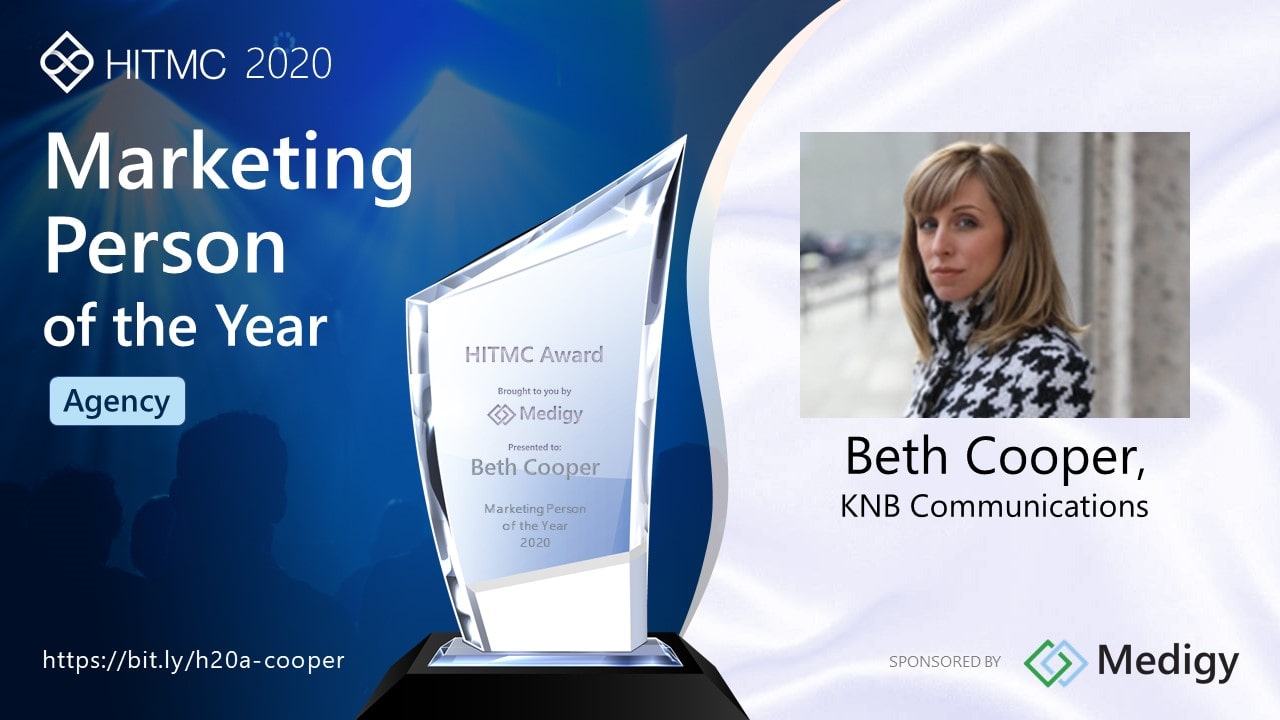 HITMC 2020
Marketing
Person
of the Year
Agency
HITMC Award
Brought to you by
Medigy
Presented to:
Beth Cooper
Marketing Person
of the Year
2020
https://bit.ly/h20a-cooper
Beth Cooper,
KNB Communications
SPONSORED BY Medigy